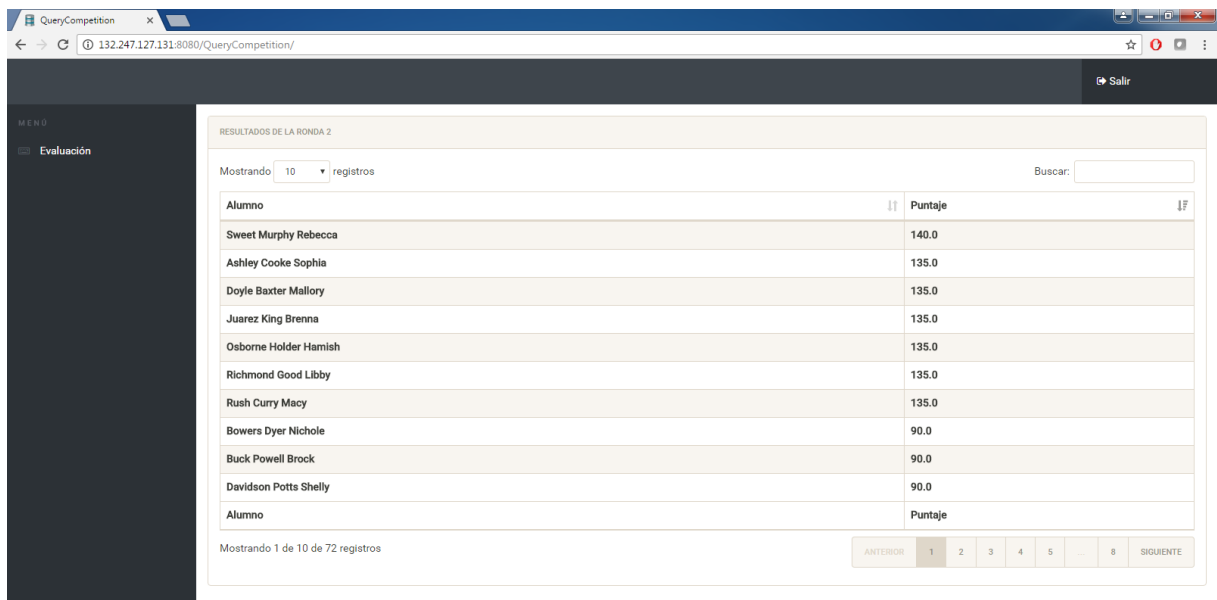 QueryCompetition
132.247.127.131:8080/QueryCompetition/
Salir
MENÚ
Evaluación
RESULTADOS DE LA RONDA 2
Mostrando 10 registros Buscar:
Alumno Puntaje
Sweet Murphy Rebecca 140.0
Ashley Cooke Sophia 135.0
Doyle Baxter Mallory 135.0
Juarez King Brenna 135.0
Osborne Holder Hamish 135.0
Richmond Good Libby 135.0
Rush Curry Macy 135.0
Bowers Dyer Nichole 90.0
Buck Powell Brock 90.0
Davidson Potts Shelly 90.0
Alumno Puntaje
Mostrando 1 de 10 de 72 registros ANTERIOR 1 2 3 4 5 ... 8 SIGUIENTE